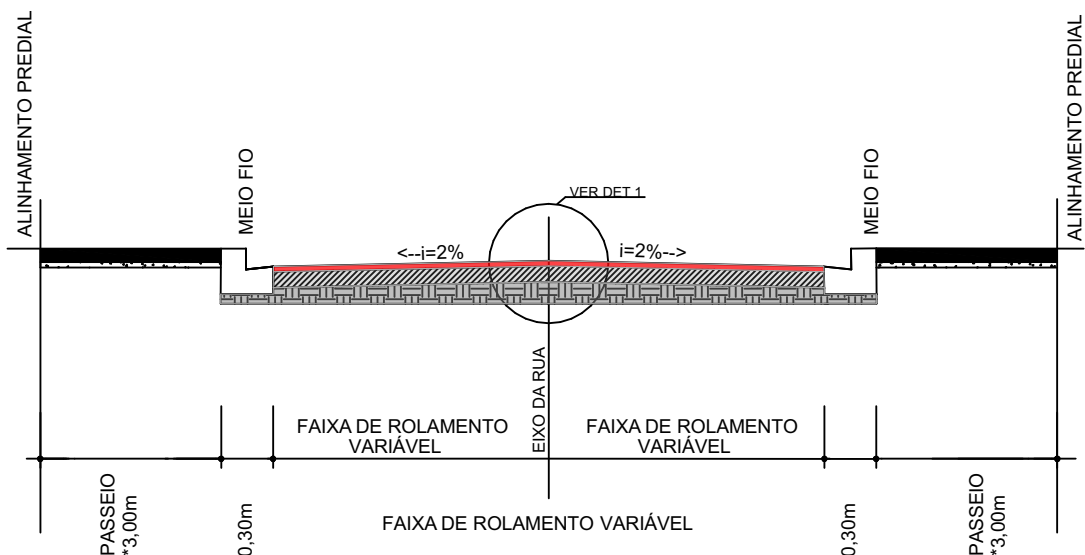 ALINHAMENTO PREDIAL
MEIO FIO
VER DET 1
MEIO FIO
ALINHAMENTO PREDIAL
<--i=2%
i=2%-->
EIXO DA RUA
FAIXA DE ROLAMENTO
VARIÁVEL
FAIXA DE ROLAMENTO
VARIÁVEL
PASSEIO
*3,00m
0,30m
FAIXA DE ROLAMENTO VARIÁVEL
0,30m
PASSEIO
*3,00m